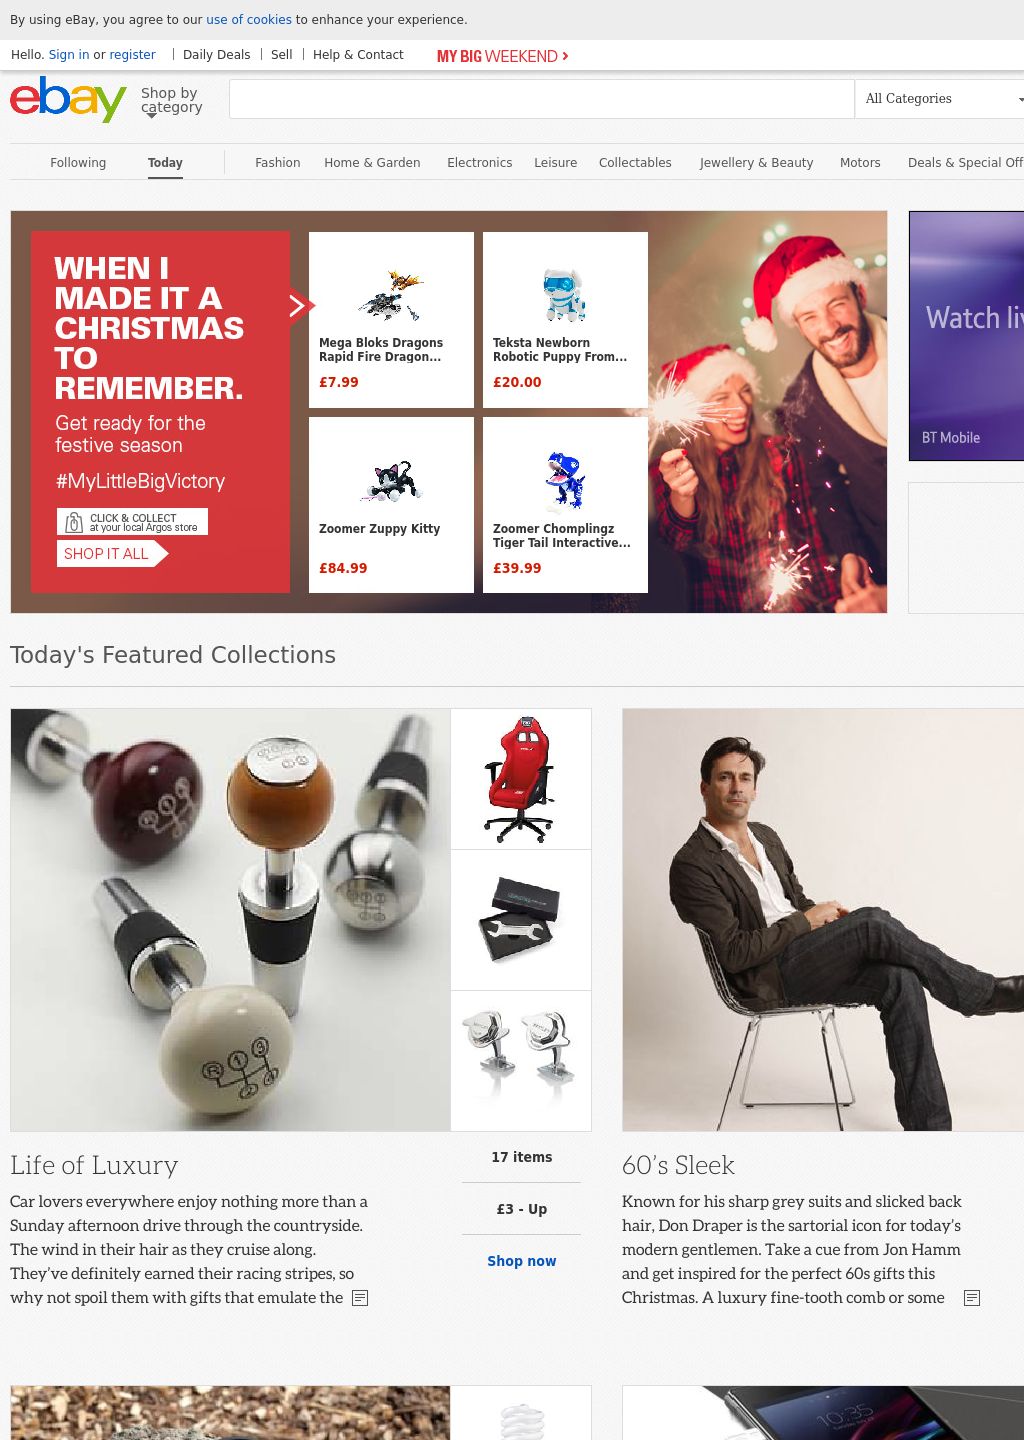 By using eBay, you agree to our use of cookies to enhance your experience.
Hello. Sign in or register Daily Deals Sell Help & Contact MY BIG WEEKEND
ebay
Shop by
category
All Categories
Following Today Fashion Home & Garden Electronics Leisure Collectables Jewellery & Beauty Motors Deals & Special Off
WHEN I
MADE IT A
CHRISTMAS
TO
REMEMBER.
Get ready for the
festive season
#MyLittleBigVictory
CLICK & COLLECT
at your local Argos store
SHOP IT ALL
Mega Bloks Dragons
Rapid Fire Dragon...
£7.99
Teksta Newborn
Robotic Puppy From...
£20.00
Zoomer Zuppy Kitty
£84.99
Zoomer Chomplingz
Tiger Tail Interactive...
£39.99
Watch li
BT Mobile
Today's Featured Collections
R 1 3
Life of Luxury
Car lovers everywhere enjoy nothing more than a
Sunday afternoon drive through the countryside.
The wind in their hair as they cruise along.
They've definitely earned their racing stripes, so
why not spoil them with gifts that emulate the
17 items
£3 - Up
Shop now
60's Sleek
Known for his sharp grey suits and slicked back
hair, Don Draper is the sartorial icon for today's
modern gentlemen. Take a cue from Jon Hamm
and get inspired for the perfect 60s gifts this
Christmas. A luxury fine-tooth comb or some
10:35